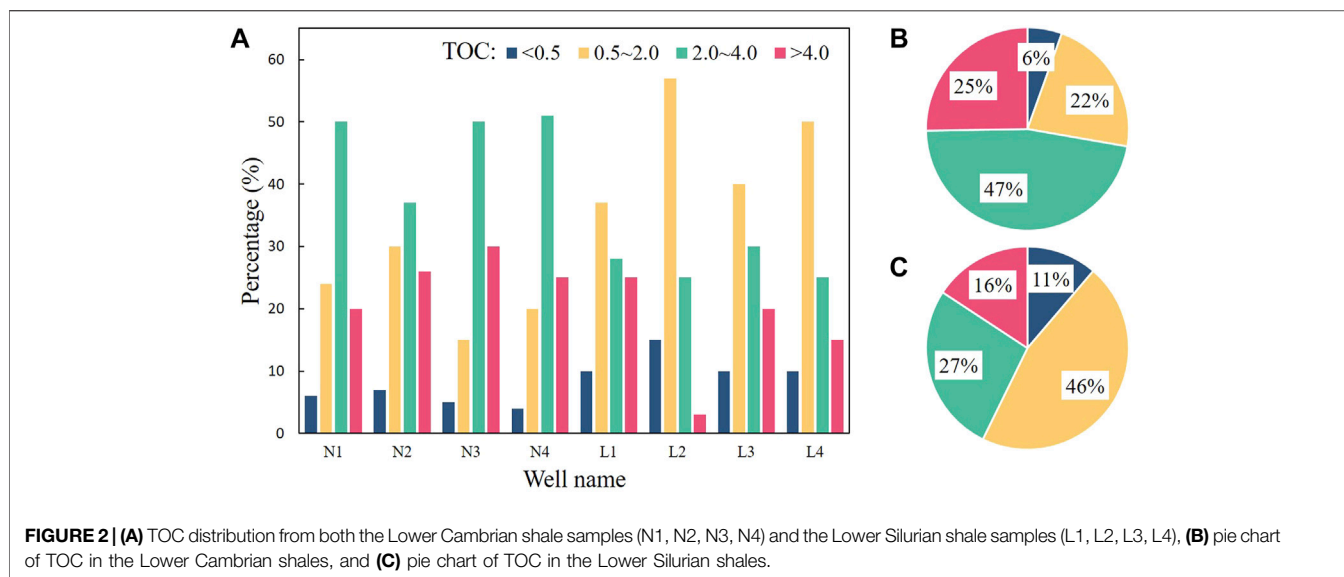 A
TOC: <0.5 0.5~2.0 2.0~4.0 >4.0
Percentage (%)
60
50
40
30
20
10
0
N1 N2 N3 N4 L1 L2 L3 L4
Well name
B
6%
25%
22%
47%
C
11%
16%
27%
46%
FIGURE 2 | (A) TOC distribution from both the Lower Cambrian shale samples (N1, N2, N3, N4) and the Lower Silurian shale samples (L1, L2, L3, L4), (B) pie chart
of TOC in the Lower Cambrian shales, and (C) pie chart of TOC in the Lower Silurian shales.